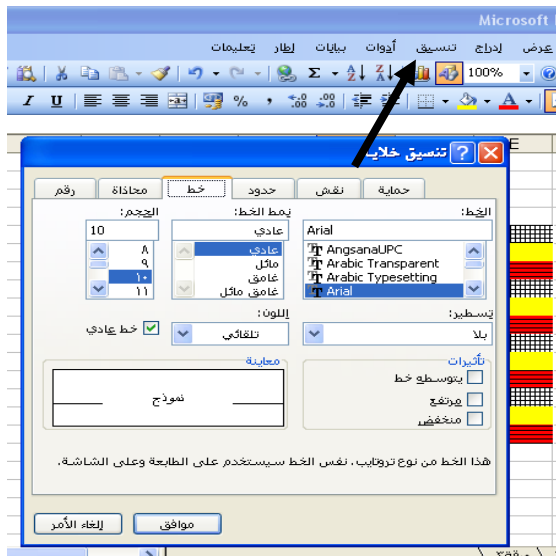 Microsoft
عرض إدراج تنسيق أدوات بيانات إطار تعليمات
100%
I U % ,
E
تنسيق خلايا
رقم محاذاة خط حدود نقش حماية
الخط: نمط الخط: الحجم:
Arial عادي 10
AngsanaUPC عادي ٨
Arabic Transparent مائل ٩
Arabic Typesetting غامق ١٠
Arial غامق مائل ١١
تسطير: اللون:
بلا تلقائي خط عادي
تأثيرات معاينة
يتوسطه خط
مرتفع
منخفض
نموذج
هذا الخط من نوع تروتايب. نفس الخط سيستخدم على الطابعة وعلى الشاشة.
موافق إلغاء الأمر